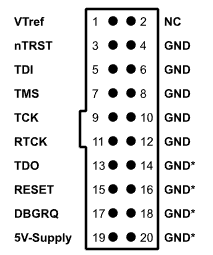 VTref 1 2 NC
nTRST 3 4 GND
TDI 5 6 GND
TMS 7 8 GND
TCK 9 10 GND
RTCK 11 12 GND
TDO 13 14 GND*
RESET 15 16 GND*
DBGRQ 17 18 GND*
5V-Supply 19 20 GND*